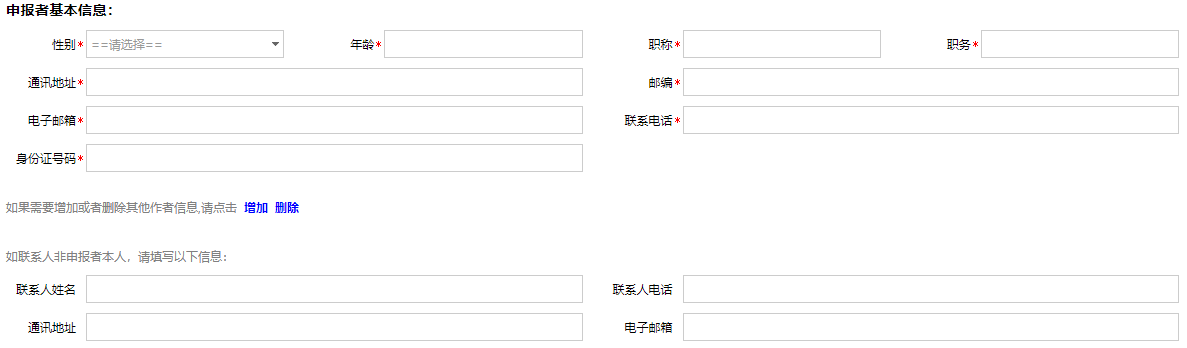 申报者基本信息：
性别* ==请选择== 年龄* 职称* 职务*
通讯地址* 邮编*
电子邮箱* 联系电话*
身份证号码*
如果需要增加或者删除其他作者信息,请点击 增加 删除
如联系人非申报者本人，请填写以下信息：
联系人姓名 联系人电话
通讯地址 电子邮箱